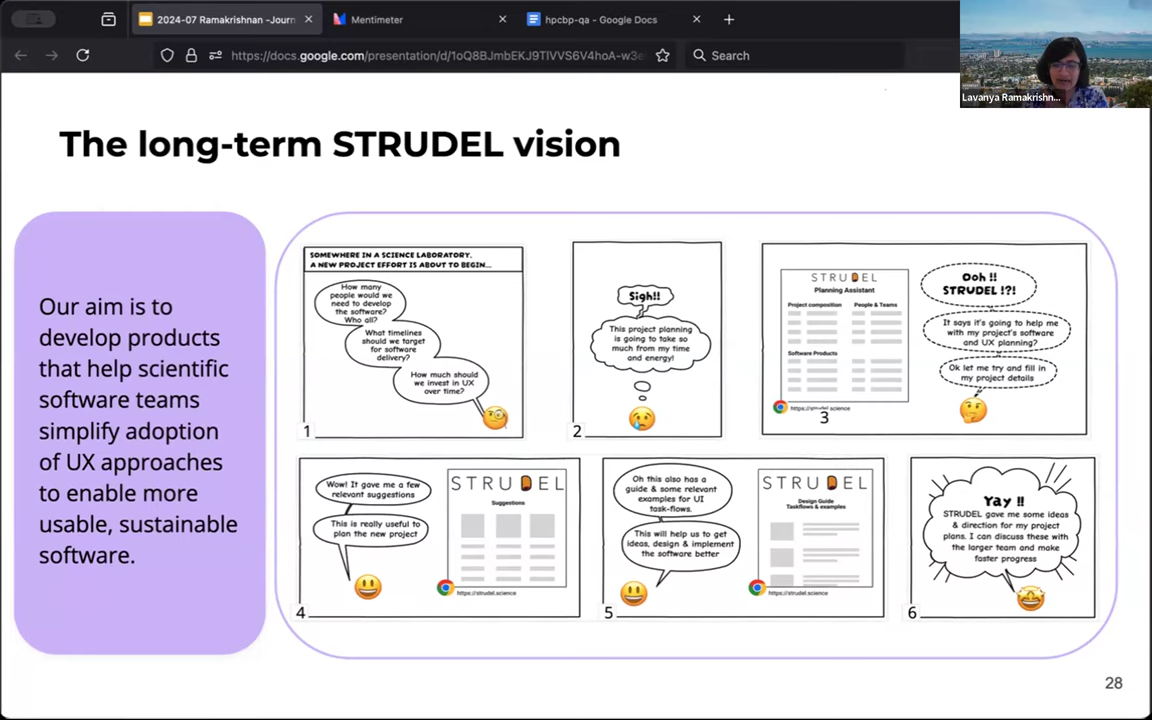 2024-07 Ramakrishnan -Journ
Mentimeter
hpcbp-qa - Google Docs
https://docs.google.com/presentation/d/1oQ8BJmbEKJ9TlVVS6V4hoA-w3e
Search
Lavanya Ramakrishn...
The long-term STRUDEL vision
Our aim is to
develop products
that help scientific
software teams
simplify adoption
of UX approaches
to enable more
usable, sustainable
software.
SOMEWHERE IN A SCIENCE LABORATORY,
A NEW PROJECT EFFORT IS ABOUT TO BEGIN...
How many
people would we
need to develop
the software?
Who all?
What timelines
should we target
for software
delivery?
How much should
we invest in UX
over time?
1
Sigh!!
This project planning
is going to take so
much from my time
and energy!
2
STRUDEL
Planning Assistant
Project composition
People & Teams
Software Products
https://strudel.science
Ooh !!
STRUDEL !?!
It says it's going to help me
with my project's software
and UX planning?
Ok let me try and fill in
my project details
3
Wow! It gave me a few
relevant suggestions
This is really useful to
plan the new project
STRUDEL
Suggestions
https://strudel.science
4
Oh this also has a
guide & some relevant
examples for UI
task-flows.
This will help us to get
ideas, design & implement
the software better
STRUDEL
Design Guide
Taskflows & examples
https://strudel.science
5
Yay !!
STRUDEL gave me some ideas
& direction for my project
plans. I can discuss these with
the larger team and make
faster progress
6
28